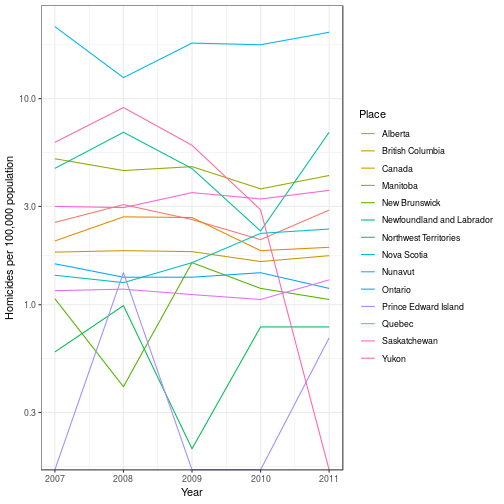 Homicides per 100,000 population
10.0
3.0
1.0
0.3
2007
2008
2009
2010
2011
Year
Place
Alberta
British Columbia
Canada
Manitoba
New Brunswick
Newfoundland and Labrador
Northwest Territories
Nova Scotia
Nunavut
Ontario
Prince Edward Island
Quebec
Saskatchewan
Yukon